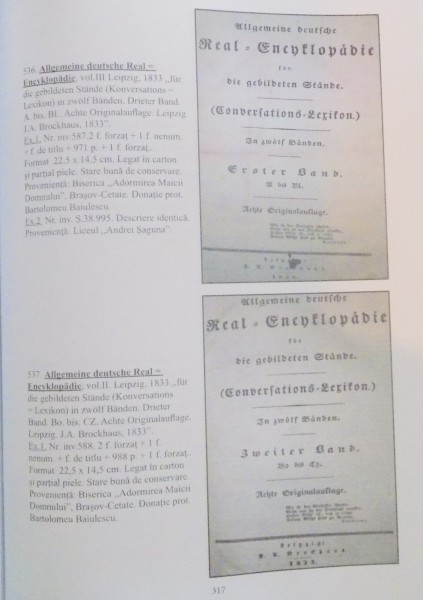 536. Allgemeine deutsche Real =
Encyklopädie, vol.III Leipzig, 1833 „für
die gebildeten Stände (Konversations =
Lexikon) in zwölf Bänden. Drieter Band.
A. bis. Bl.. Achte Originalauflage. Leipzig
J.A. Brockhaus, 1833".
Ex.1. Nr. inv.587.2 f. forzaț + 1 f. nenum.
+ f. de titlu + 971 p. + 1 f. forzaț.
Format 22,5 x 14,5 cm. Legat în carton
și parțial piele. Stare bună de conservare.
Proveniență: Biserica „Adormirea Maicii
Domnului", Brașov-Cetate. Donație prot.
Bartolomeu Baiulescu.
Ex.2. Nr. inv. Ș.38.995. Descriere identică.
Proveniență: Liceul „Andrei Șaguna".
Allgemeine deutsche
Real = Encyklopädie
für
die gebildeten Stände.
(Conversations-Lexikon.)
In zwölf Bänden.
Erster Band.
A bis Bl.
Achte Originalauflage.
Leipzig:
F. A. Brockhaus.
537. Allgemeine deutsche Real =
Encyklopädie, vol.II. Leipzig, 1833 „für
die gebildeten Stände (Konversations
= Lexikon) in zwölf Bänden. Drieter
Band. Bo. bis. CZ. Achte Originalauflage.
Leipzig. J.A. Brockhaus, 1833".
Ex.1. Nr. inv.588. 2 f. forzaț + 1 f.
nenum. + f. de titlu + 988 p. + 1 f. forzaț.
Format 22,5 x 14,5 cm. Legat în carton
și parțial piele. Stare bună de conservare.
Proveniență: Biserica „Adormirea Maicii
Domnului", Brașov-Cetate. Donație prot.
Bartolomeu Baiulescu.
Allgemeine deutsche
Real = Encyklopädie
für
die gebildeten Stände.
(Conversations-Lexikon.)
In zwölf Bänden.
Zweiter Band.
Bo bis Cz.
Achte Originalauflage.
Leipzig:
F. A. Brockhaus.
1833.
317